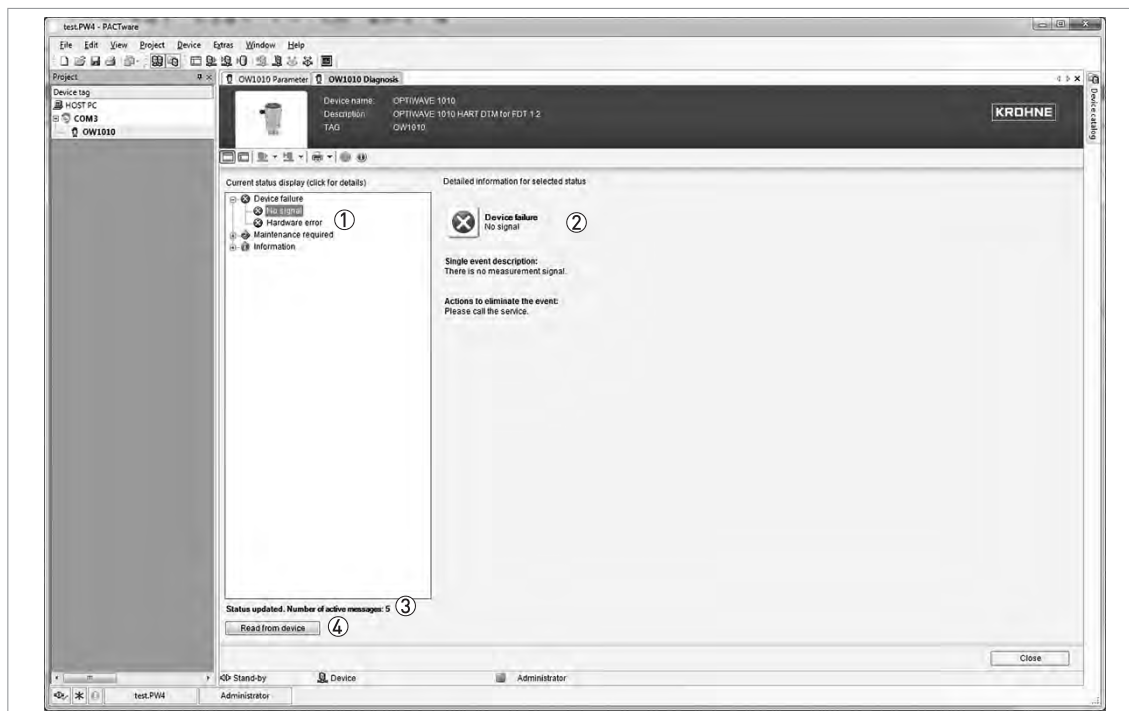 test.PW4 - PACTware
File Edit View Project Device Extras Window Help
Project
Device tag
HOST PC
COM3
OW1010
OW1010 Parameter OW1010 Diagnosis
Device name: OPTIWAVE 1010
Description: OPTIWAVE 1010 HART DTM for FDT 1.2
TAG OW1010
KROHNE
Device catalog
Current status display (click for details)
Device failure
No signal
Hardware error
Maintenance required
Information
①
Detailed information for selected status
Device failure
No signal
②
Single event description:
There is no measurement signal.
Actions to eliminate the event:
Please call the service.
Status updated. Number of active messages: 5 ③
Read from device ④
Close
Stand-by Device Administrator
test.PW4 Administrator